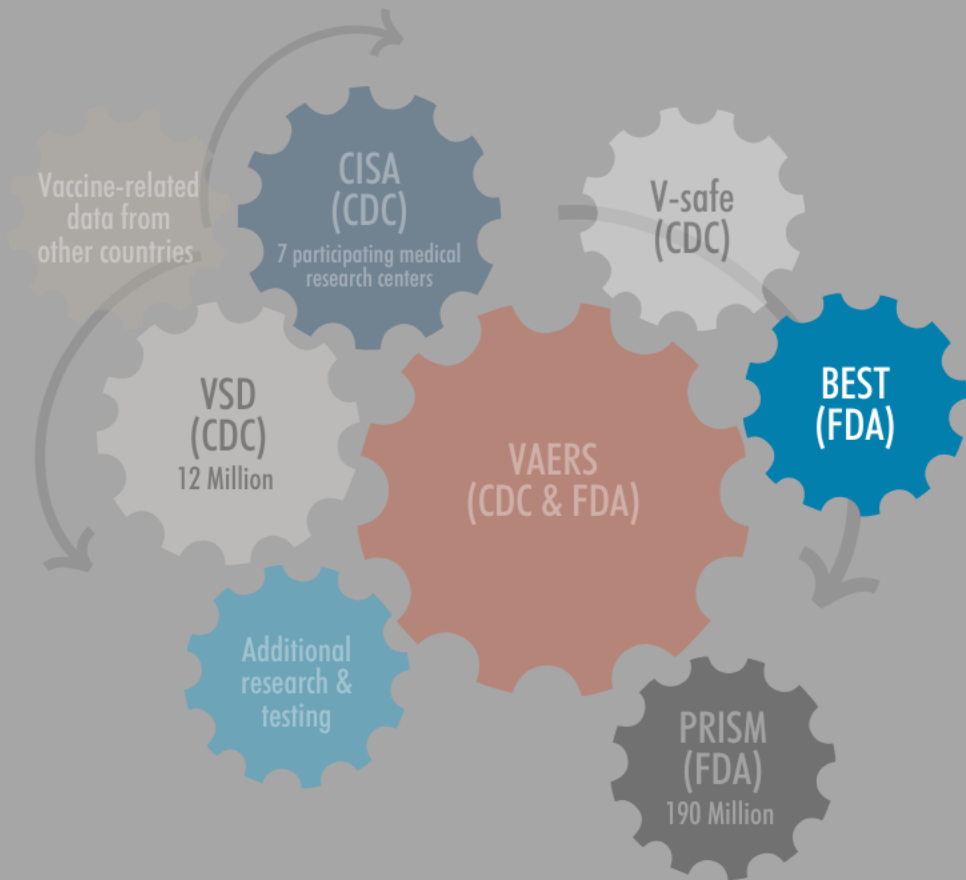 CISA
(CDC)
7 participating medical
research centers
Vaccine-related
data from
other countries
V-safe
(CDC)
VSD
(CDC)
12 Million
BEST
(FDA)
VAERS
(CDC & FDA)
Additional
research &
testing
PRISM
(FDA)
190 Million